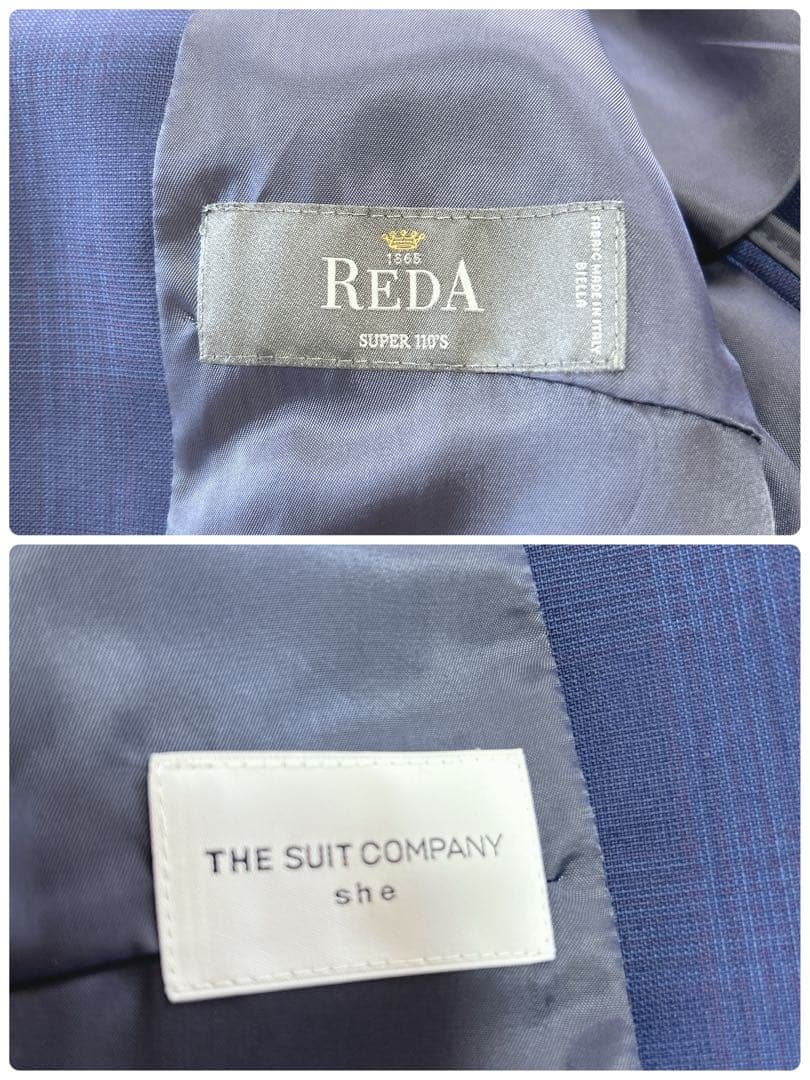 1865
REDA
SUPER 110'S
FABRIC MADE IN ITALY
BIELLA
THE SUIT COMPANY
she